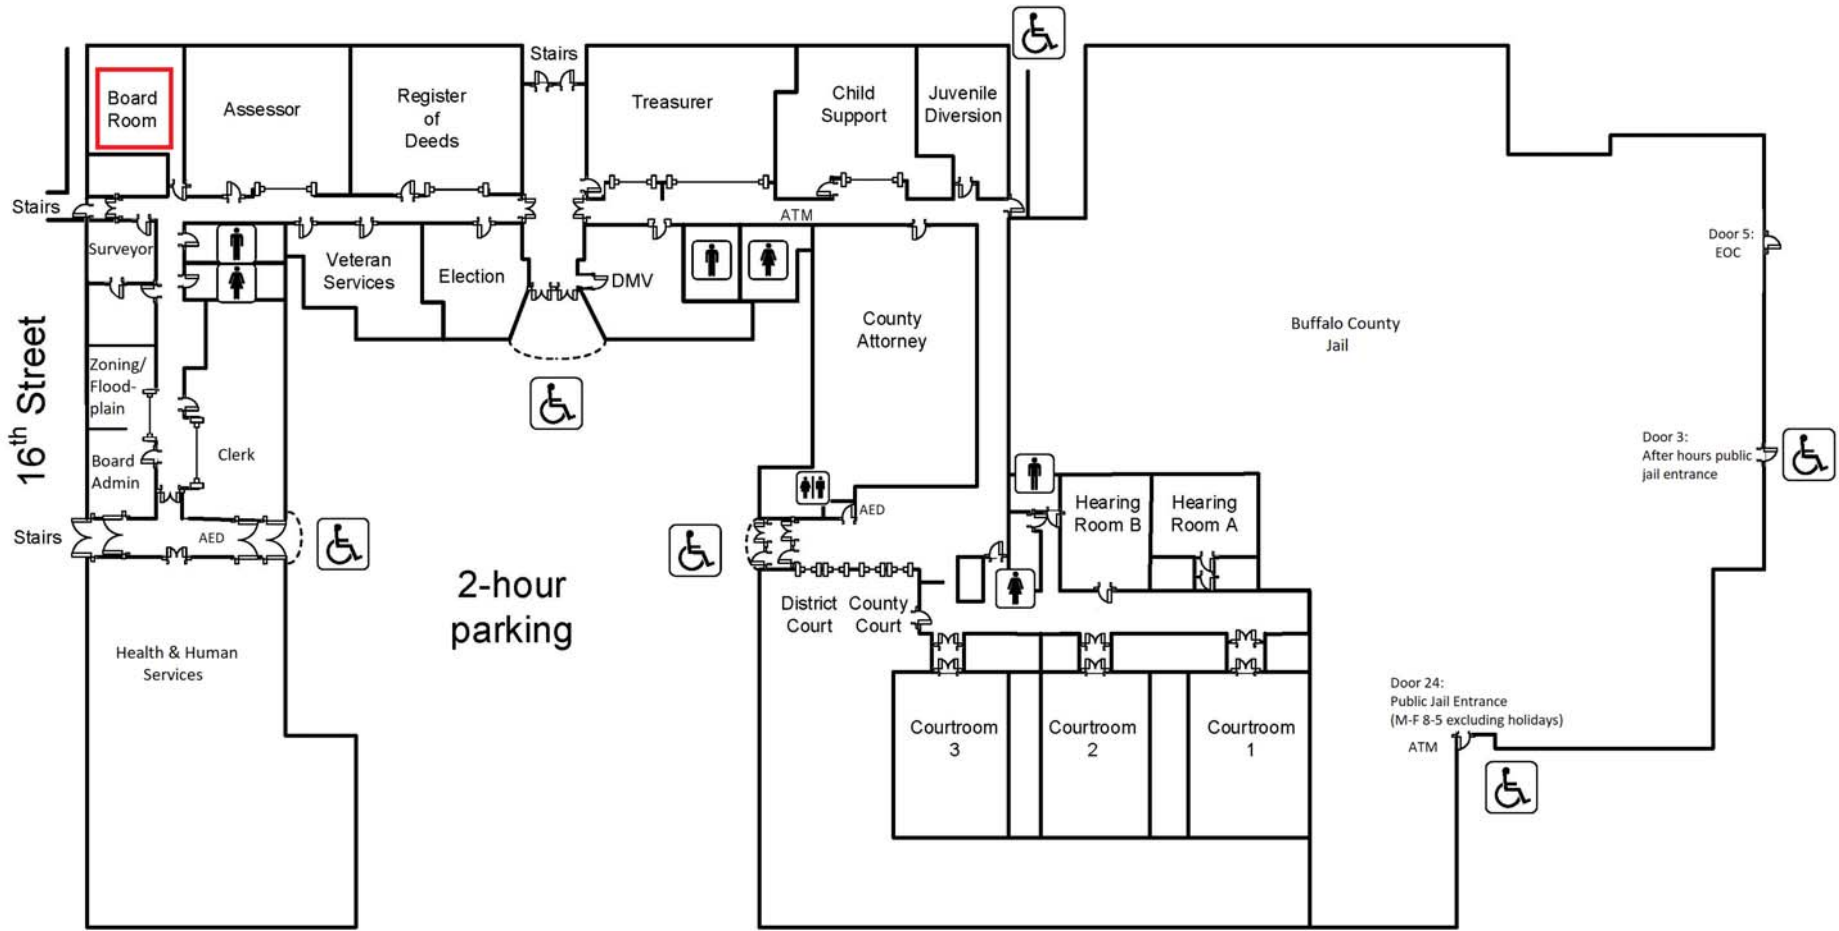 Stairs
Board
Room
Assessor
Register
of
Deeds
Treasurer
Child
Support
Juvenile
Diversion
Stairs
ATM
Surveyor
Veteran
Services
Election
DMV
County
Attorney
Door 5:
EOC
Buffalo County
Jail
16th Street
Zoning/
Flood-
plain
Board
Admin
Clerk
Door 3:
After hours public
jail entrance
Hearing
Room B
Hearing
Room A
AED
Stairs
AED
2-hour
parking
District
Court
County
Court
Health & Human
Services
Door 24:
Public Jail Entrance
(M-F 8-5 excluding holidays)
ATM
Courtroom
3
Courtroom
2
Courtroom
1